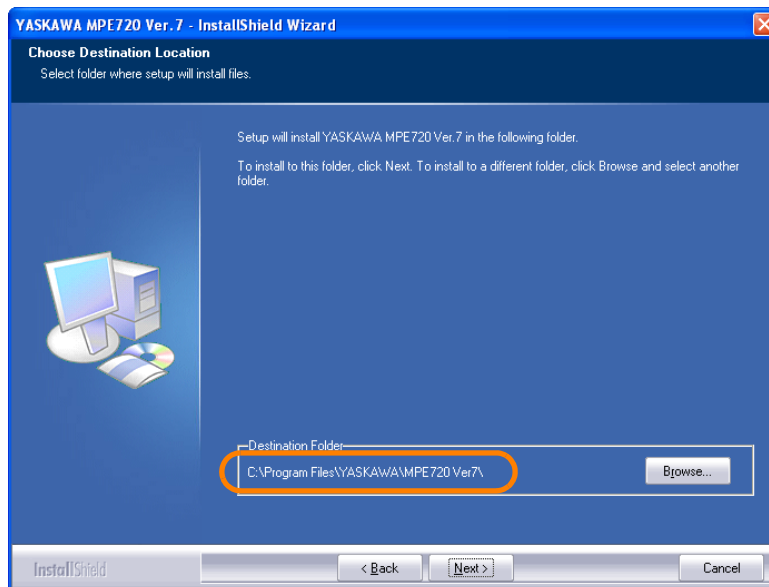 YASKAWA MPE720 Ver.7 - InstallShield Wizard
Choose Destination Location
Select folder where setup will install files.
Setup will install YASKAWA MPE720 Ver.7 in the following folder.
To install to this folder, click Next. To install to a different folder, click Browse and select another
folder.
Destination Folder
C:\Program Files\YASKAWA\MPE720 Ver7\
Browse...
InstallShield
< Back
Next >
Cancel